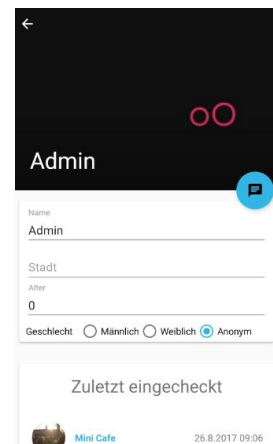 Admin
Name
Admin
Stadt
Alter
0
Geschlecht Männlich Weiblich Anonym
Zuletzt eingecheckt
Mini Cafe 26.8.2017 09:06